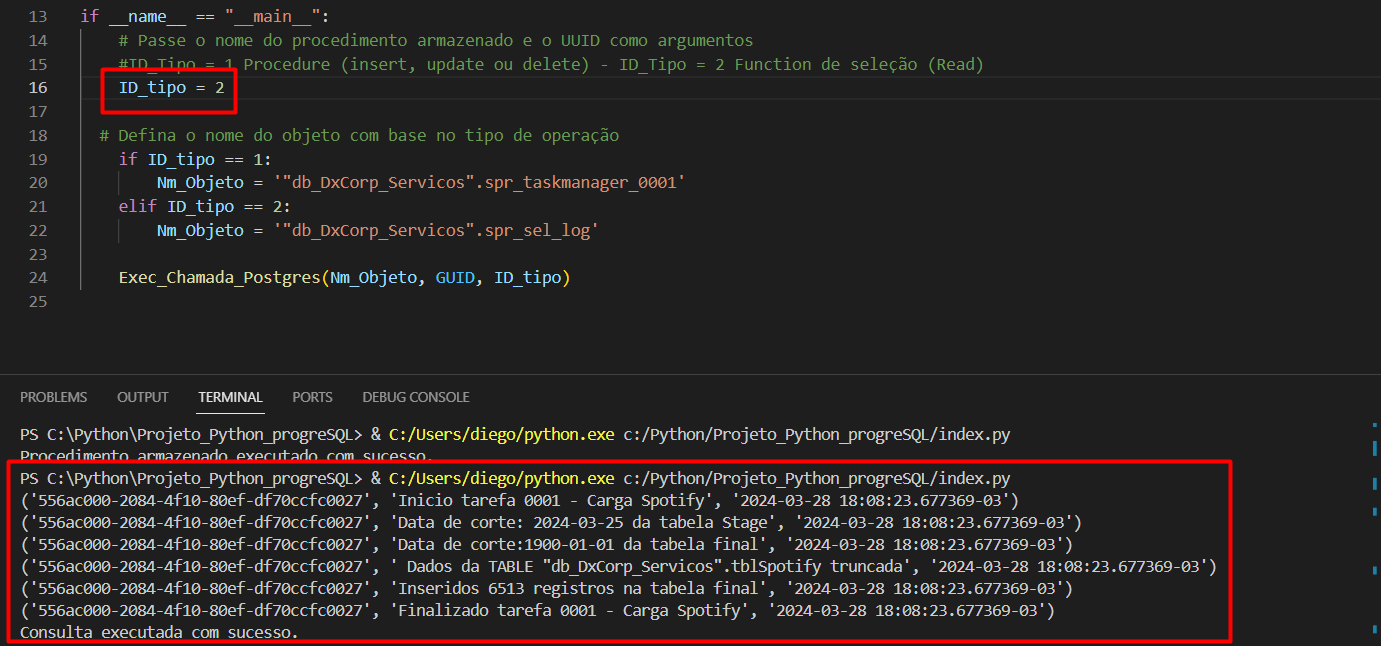 13 if __name__ == "__main__":
14 # Passe o nome do procedimento armazenado e o UUID como argumentos
15 #ID_Tipo = 1 Procedure (insert, update ou delete) - ID_Tipo = 2 Function de seleção (Read)
16 ID_tipo = 2
17
18 # Defina o nome do objeto com base no tipo de operação
19 if ID_tipo == 1:
20 Nm_Objeto = '"db_DxCorp_Servicos".spr_taskmanager_0001'
21 elif ID_tipo == 2:
22 Nm_Objeto = '"db_DxCorp_Servicos".spr_sel_log'
23
24 Exec_Chamada_Postgres(Nm_Objeto, GUID, ID_tipo)
25
PROBLEMS OUTPUT TERMINAL PORTS DEBUG CONSOLE
PS C:\Python\Projeto_Python_progreSQL> & C:/Users/diego/python.exe c:/Python/Projeto_Python_progreSQL/index.py
Procedimento armazenado executado com sucesso.
PS C:\Python\Projeto_Python_progreSQL> & C:/Users/diego/python.exe c:/Python/Projeto_Python_progreSQL/index.py
('556ac000-2084-4f10-80ef-df70ccfc0027', 'Inicio tarefa 0001 - Carga Spotify', '2024-03-28 18:08:23.677369-03')
('556ac000-2084-4f10-80ef-df70ccfc0027', 'Data de corte: 2024-03-25 da tabela Stage', '2024-03-28 18:08:23.677369-03')
('556ac000-2084-4f10-80ef-df70ccfc0027', 'Data de corte:1900-01-01 da tabela final', '2024-03-28 18:08:23.677369-03')
('556ac000-2084-4f10-80ef-df70ccfc0027', ' Dados da TABLE "db_DxCorp_Servicos".tblSpotify truncada', '2024-03-28 18:08:23.677369-03')
('556ac000-2084-4f10-80ef-df70ccfc0027', 'Inseridos 6513 registros na tabela final', '2024-03-28 18:08:23.677369-03')
('556ac000-2084-4f10-80ef-df70ccfc0027', 'Finalizado tarefa 0001 - Carga Spotify', '2024-03-28 18:08:23.677369-03')
Consulta executada com sucesso.